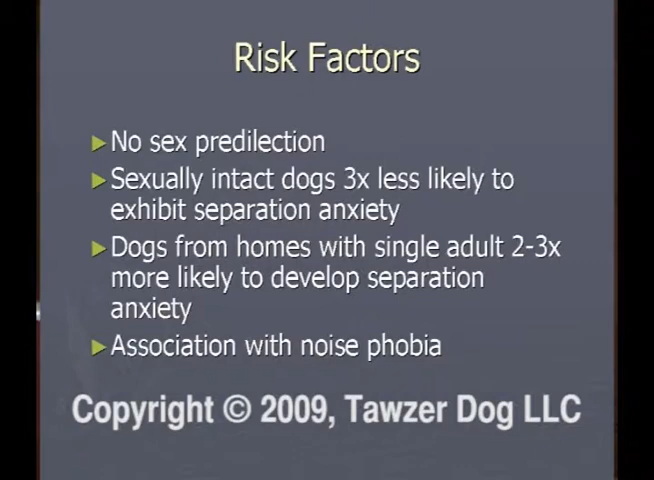 Risk Factors
No sex predilection
Sexually intact dogs 3x less likely to
exhibit separation anxiety
Dogs from homes with single adult 2-3x
more likely to develop separation
anxiety
Association with noise phobia
Copyright © 2009, Tawzer Dog LLC